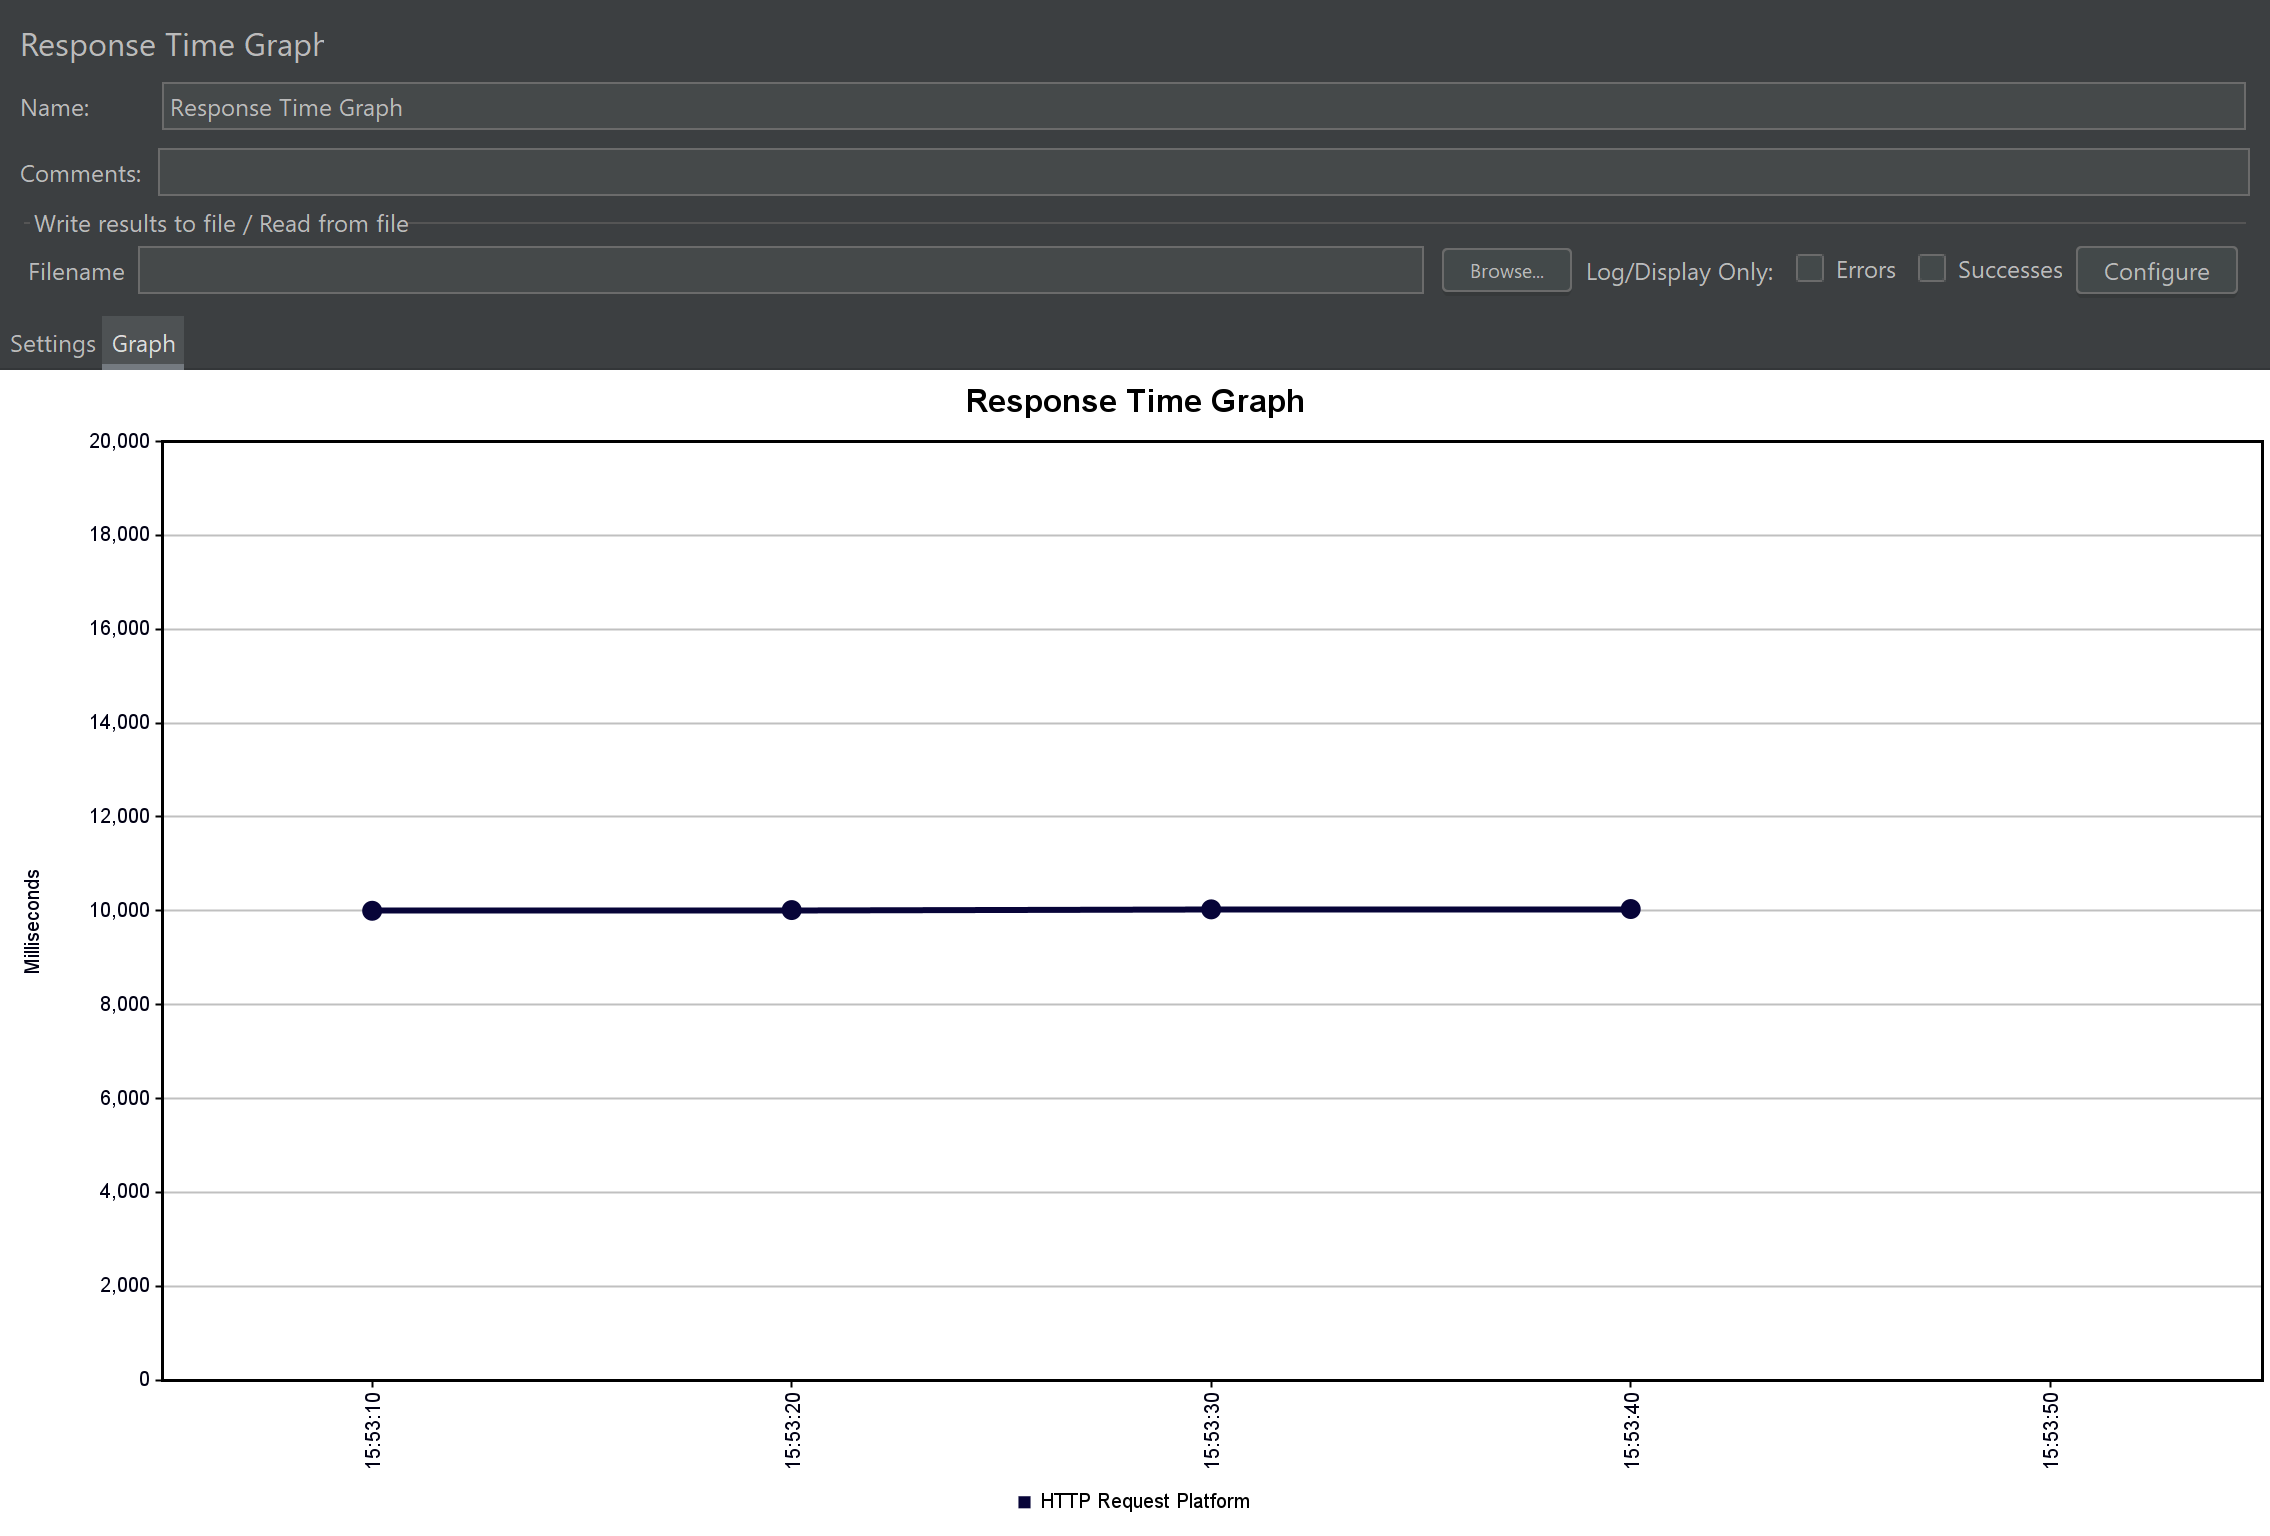 Response Time Graph
Name: Response Time Graph
Comments:
Write results to file / Read from file
Filename Browse... Log/Display Only: Errors Successes Configure
Settings Graph
Response Time Graph
20,000
18,000
16,000
14,000
12,000
10,000
8,000
6,000
4,000
2,000
0
Milliseconds
15:53:10 15:53:20 15:53:30 15:53:40 15:53:50
HTTP Request Platform